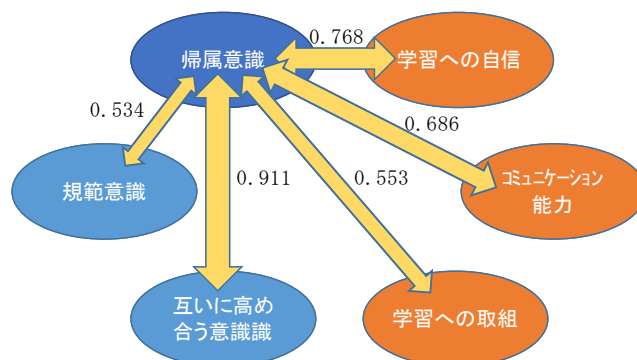 0.768
帰属意識
学習への自信
0.534
0.686
規範意識
0.911
0.553
コミュニケーション
能力
互いに高め
合う意識識
学習への取組